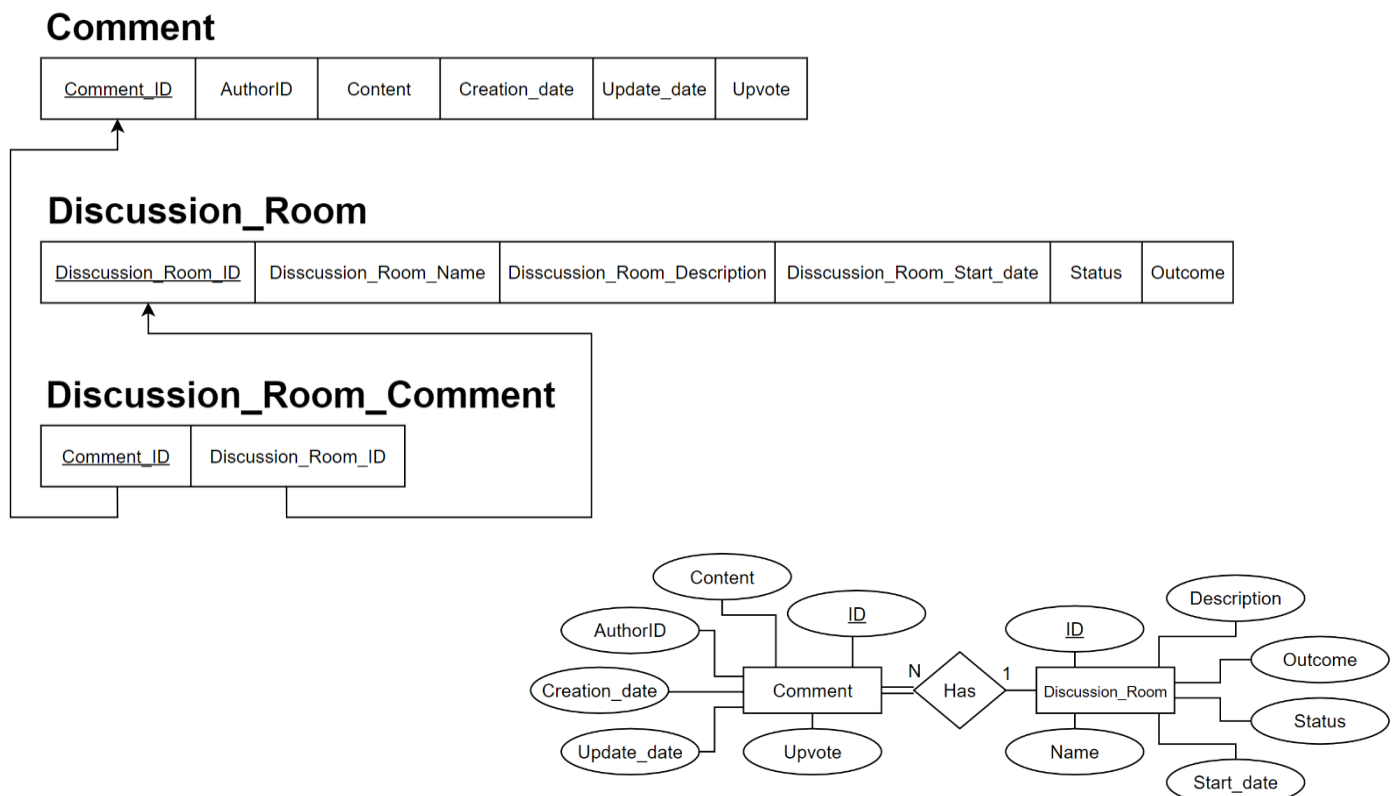 Comment
Comment_ID AuthorID Content Creation_date Update_date Upvote
Discussion_Room
Disscussion_Room_ID Disscussion_Room_Name Disscussion_Room_Description Disscussion_Room_Start_date Status Outcome
Discussion_Room_Comment
Comment_ID Discussion_Room_ID
Content
ID
AuthorID
Creation_date
Update_date
Upvote
Comment
N
Has
1
Discussion_Room
ID
Description
Outcome
Status
Name
Start_date